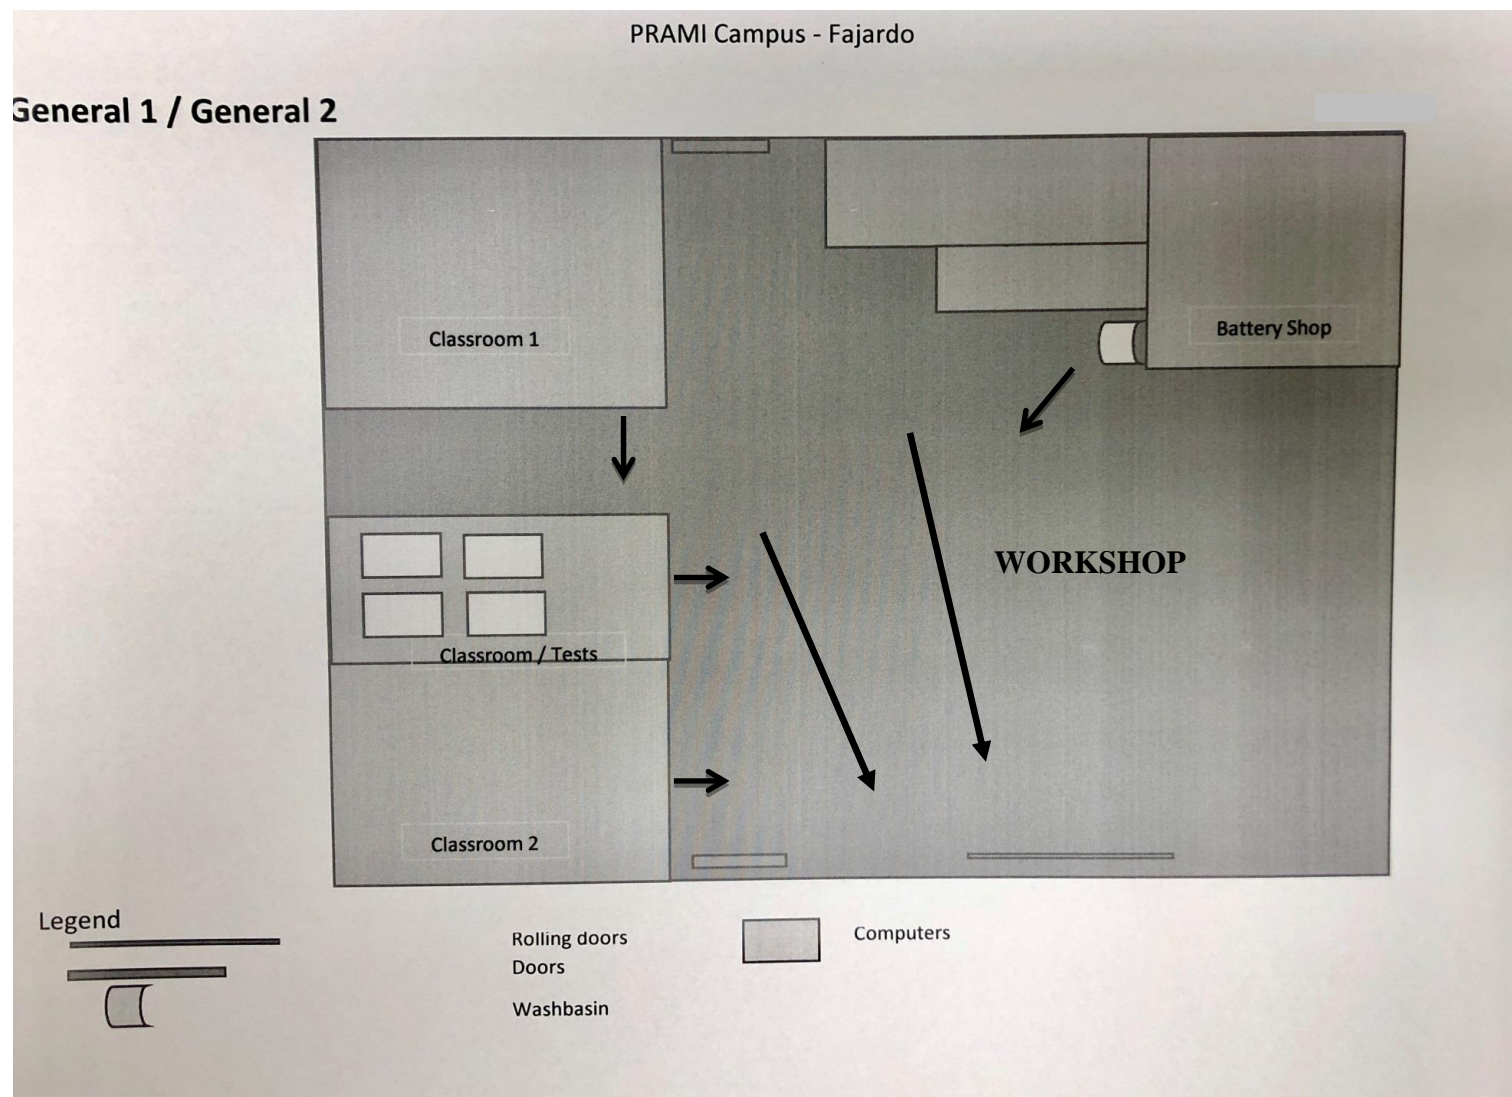 PRAMI Campus - Fajardo
General 1 / General 2
Classroom 1
Battery Shop
WORKSHOP
Classroom / Tests
Classroom 2
Legend
Rolling doors
Computers
Doors
Washbasin